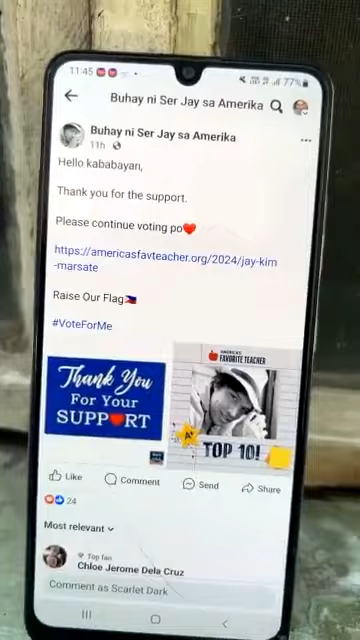 11:45
77%
Buhay ni Ser Jay sa Amerika
Buhay ni Ser Jay sa Amerika
11h
Hello kababayan,
Thank you for the support.
Please continue voting po❤️
https://americasfavteacher.org/2024/jay-kim
-marsate
Raise Our Flag🇵🇭
#VoteForMe
Thank You
For Your
SUPP❤RT
AMERICA'S
FAVORITE TEACHER
A+
TOP 10!
Like
Comment
Send
Share
24
Most relevant
Top fan
Chloe Jerome Dela Cruz
Comment as Scarlet Dark